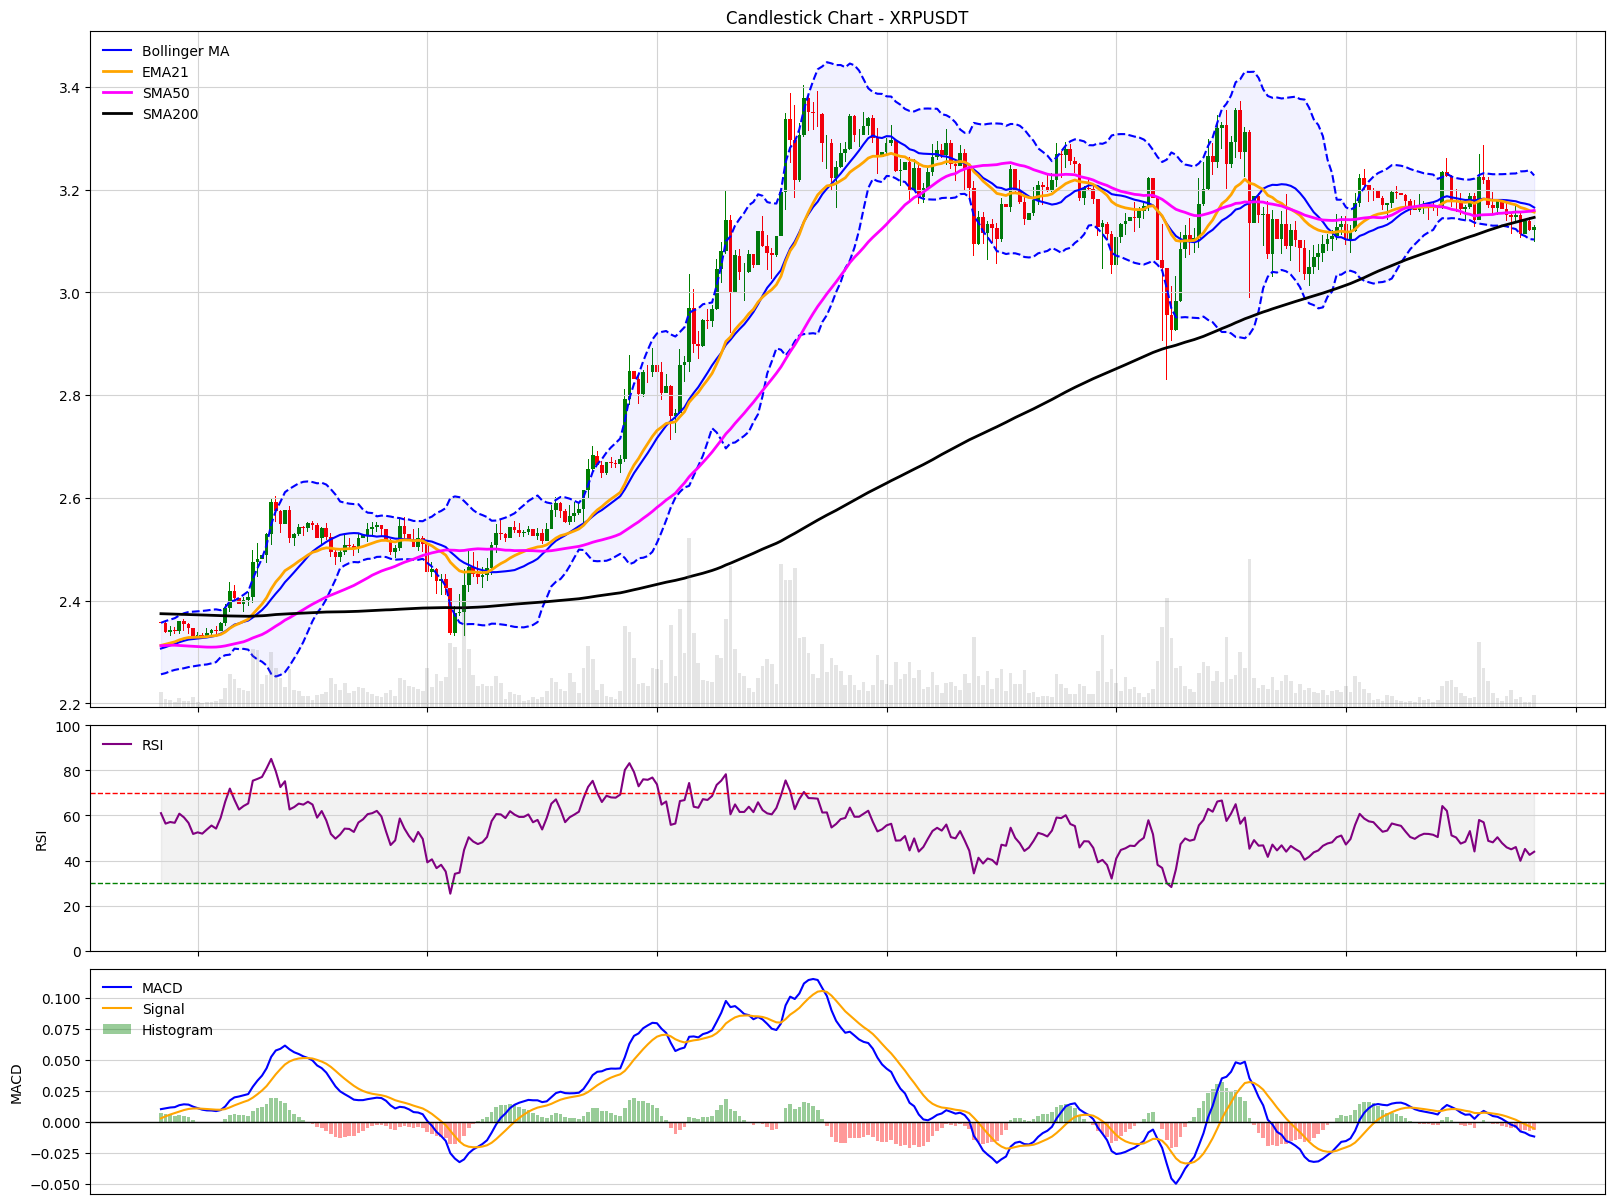 Candlestick Chart - XRPUSDT
Bollinger MA
EMA21
SMA50
SMA200
3.4
3.2
3.0
2.8
2.6
2.4
2.2
RSI
100
80
60
40
20
0
RSI
MACD
Signal
Histogram
0.100
0.075
0.050
0.025
0.000
−0.025
−0.050
MACD